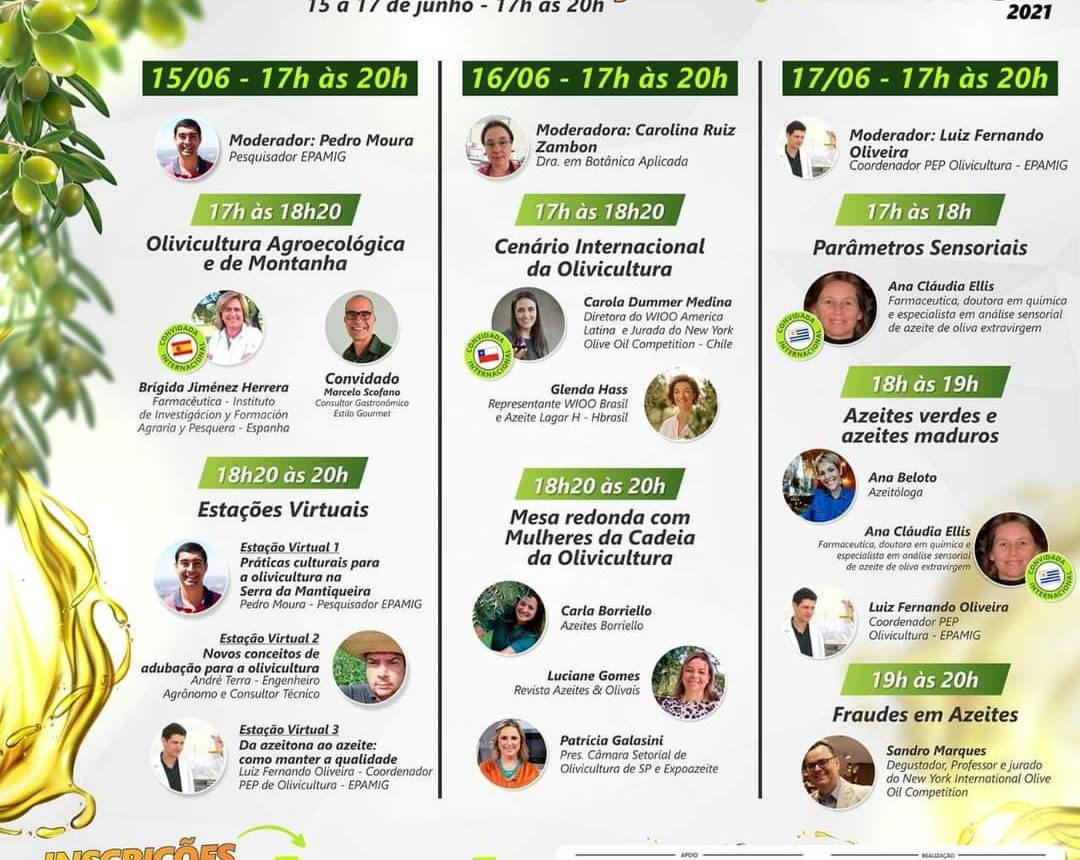 15 a 17 de junho - 17h às 20h
2021
15/06 - 17h às 20h
Moderador: Pedro Moura
Pesquisador EPAMIG
17h às 18h20
Olivicultura Agroecológica
e de Montanha
CONVIDADA
INTERNACIONAL
Brígida Jiménez Herrera
Farmacêutica - Instituto
de Investigácion y Formación
Agraria y Pesquera - Espanha
Convidado
Marcelo Scofano
Consultor Gastronômico
Estilo Gourmet
18h20 às 20h
Estações Virtuais
Estação Virtual 1
Práticas culturais para
a olivicultura na
Serra da Mantiqueira
Pedro Moura - Pesquisador EPAMIG
Estação Virtual 2
Novos conceitos de
adubação para a olivicultura
André Terra - Engenheiro
Agrônomo e Consultor Técnico
Estação Virtual 3
Da azeitona ao azeite:
como manter a qualidade
Luiz Fernando Oliveira - Coordenador
PEP de Olivicultura - EPAMIG
16/06 - 17h às 20h
Moderadora: Carolina Ruiz
Zambon
Dra. em Botânica Aplicada
17h às 18h20
Cenário Internacional
da Olivicultura
CONVIDADA
INTERNACIONAL
Carola Dummer Medina
Diretora do WIOO America
Latina e Jurada do New York
Olive Oil Competition - Chile
Glenda Hass
Representante WIOO Brasil
e Azeite Lagar H - Hbrasil
18h20 às 20h
Mesa redonda com
Mulheres da Cadeia
da Olivicultura
Carla Borriello
Azeites Borriello
Luciane Gomes
Revista Azeites & Olivais
Patrícia Galasini
Pres. Câmara Setorial de
Olivicultura de SP e Expoazeite
17/06 - 17h às 20h
Moderador: Luiz Fernando
Oliveira
Coordenador PEP Olivicultura - EPAMIG
17h às 18h
Parâmetros Sensoriais
CONVIDADA
INTERNACIONAL
Ana Cláudia Ellis
Farmaceutica, doutora em quimica
e especialista em análise sensorial
de azeite de oliva extravirgem
18h às 19h
Azeites verdes e
azeites maduros
Ana Beloto
Azeitóloga
Ana Cláudia Ellis
Farmaceutica, doutora em quimica e
especialista em análise sensorial
de azeite de oliva extravirgem
CONVIDADA
INTERNACIONAL
Luiz Fernando Oliveira
Coordenador PEP
Olivicultura - EPAMIG
19h às 20h
Fraudes em Azeites
Sandro Marques
Degustador, Professor e jurado
do New York International Olive
Oil Competition
INSCRIÇÕES
APOIO
REALIZAÇÃO